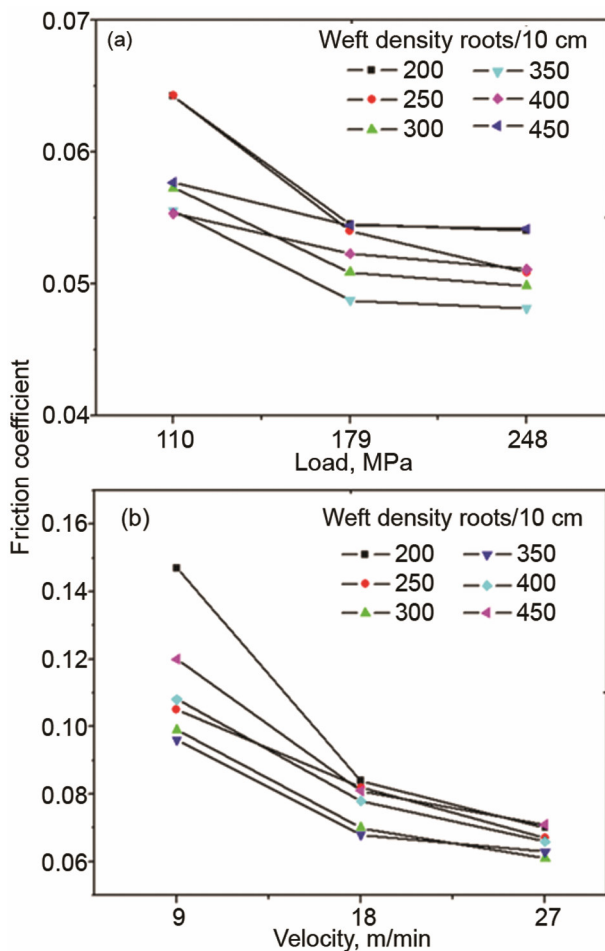 0.07
(a)
Weft density roots/10 cm
200 350
250 400
300 450
0.06
0.05
0.04
110 179 248
Load, MPa
Friction coefficient
0.16
(b)
Weft density roots/10 cm
200 350
250 400
300 450
0.14
0.12
0.10
0.08
0.06
9 18 27
Velocity, m/min